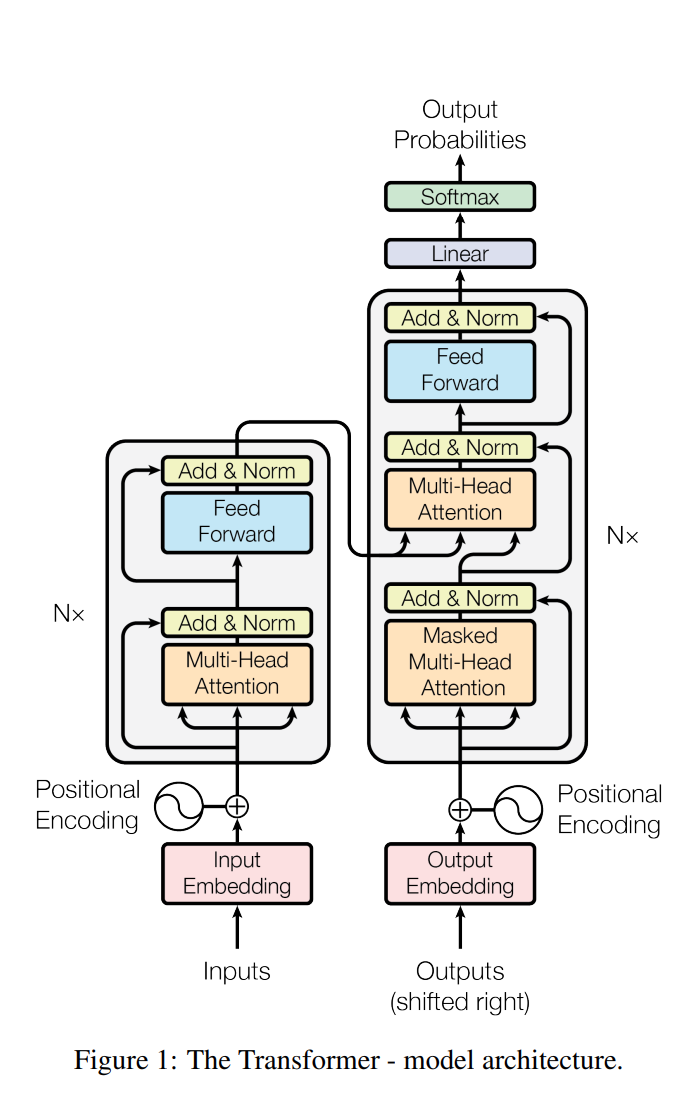 Output
Probabilities
Softmax
Linear
Add & Norm
Feed
Forward
Add & Norm
Multi-Head
Attention
Add & Norm
Masked
Multi-Head
Attention
Nx
Add & Norm
Feed
Forward
Add & Norm
Multi-Head
Attention
Nx
Positional
Encoding
Positional
Encoding
Input
Embedding
Output
Embedding
Inputs
Outputs
(shifted right)
Figure 1: The Transformer - model architecture.